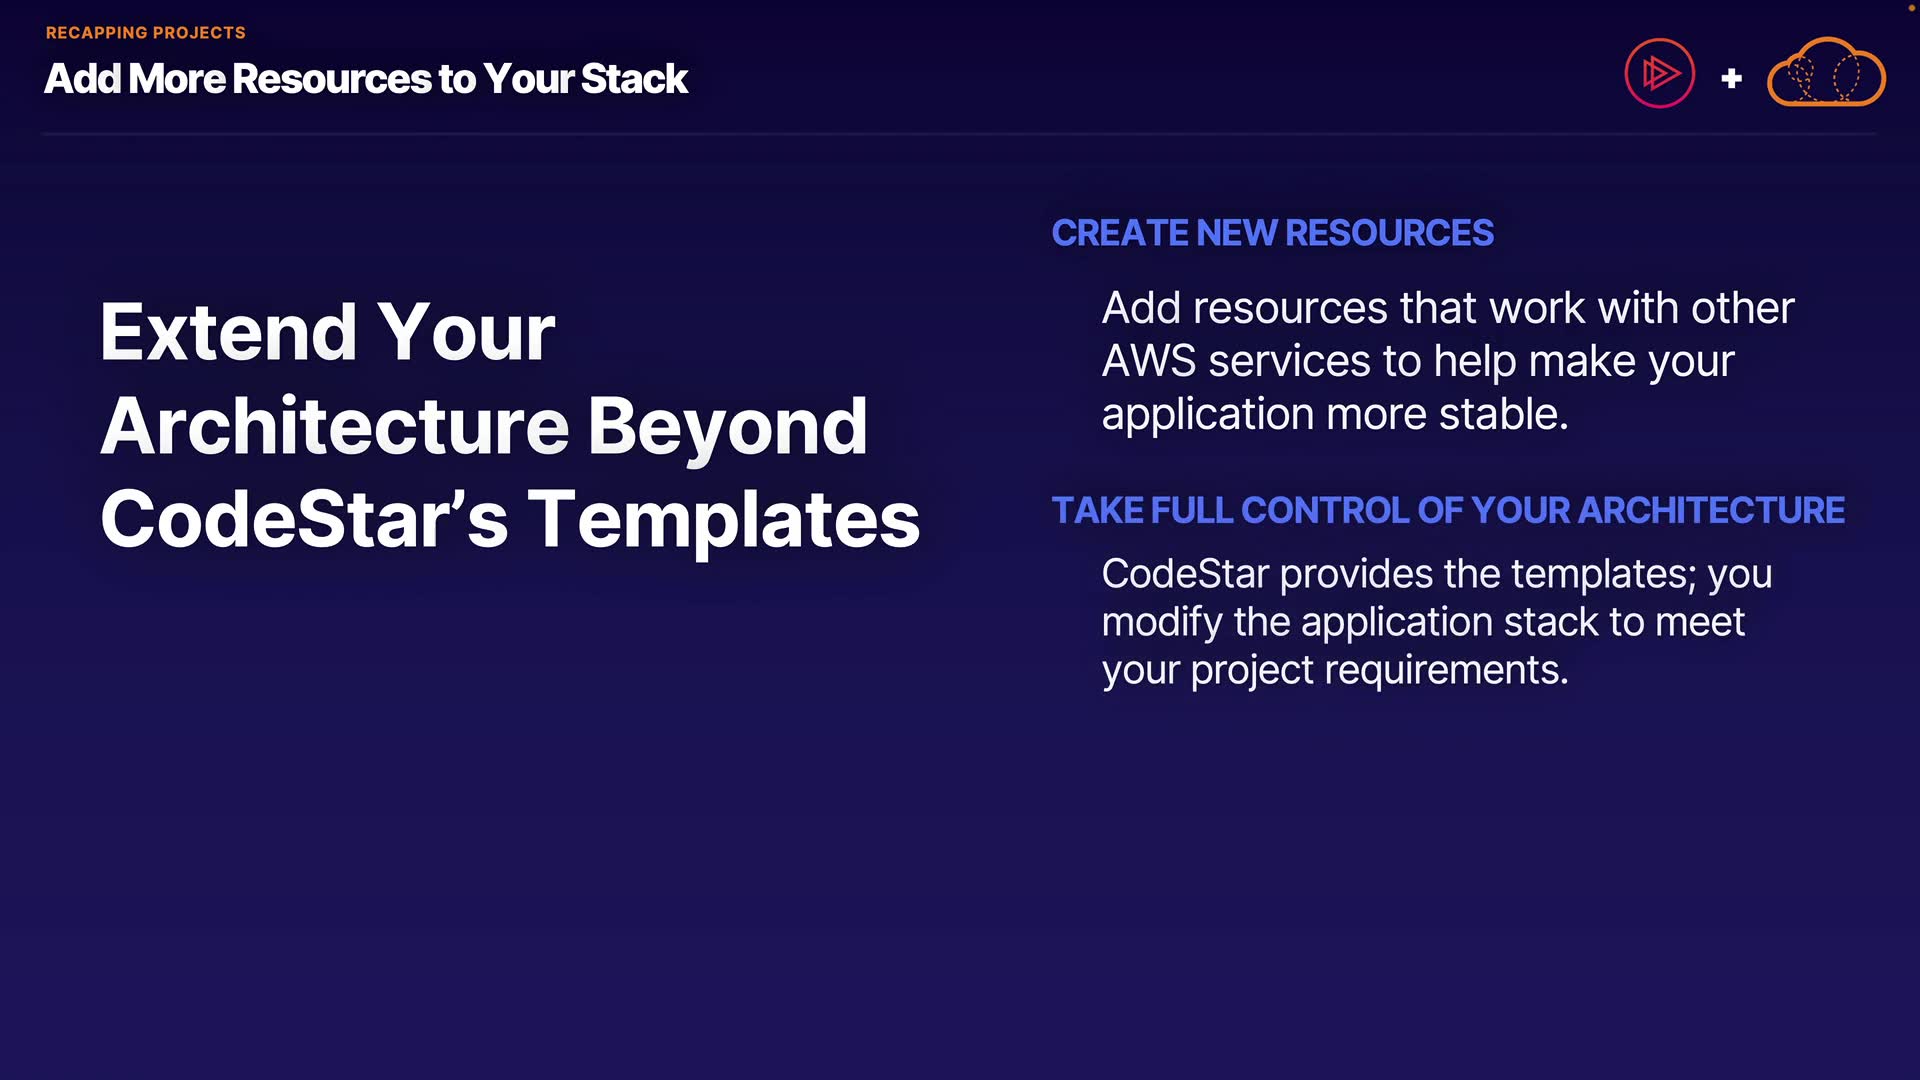 RECAPPING PROJECTS
Add More Resources to Your Stack
+
Extend Your
Architecture Beyond
CodeStar’s Templates
CREATE NEW RESOURCES
Add resources that work with other
AWS services to help make your
application more stable.
TAKE FULL CONTROL OF YOUR ARCHITECTURE
CodeStar provides the templates; you
modify the application stack to meet
your project requirements.